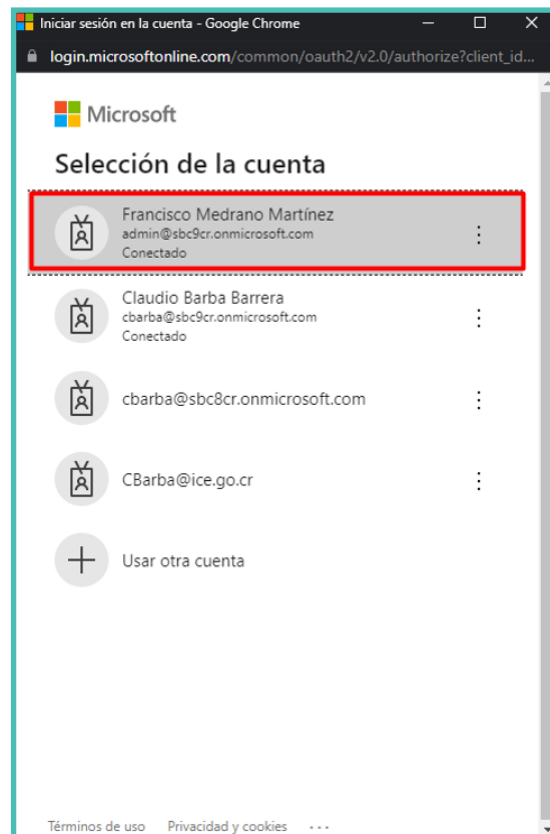 Iniciar sesión en la cuenta - Google Chrome
login.microsoftonline.com/common/oauth2/v2.0/authorize?client_id...
Microsoft
Selección de la cuenta
Francisco Medrano Martínez
admin@sbc9cr.onmicrosoft.com
Conectado
Claudio Barba Barrera
cbarba@sbc9cr.onmicrosoft.com
Conectado
cbarba@sbc8cr.onmicrosoft.com
CBarba@ice.go.cr
Usar otra cuenta
Términos de uso Privacidad y cookies ...